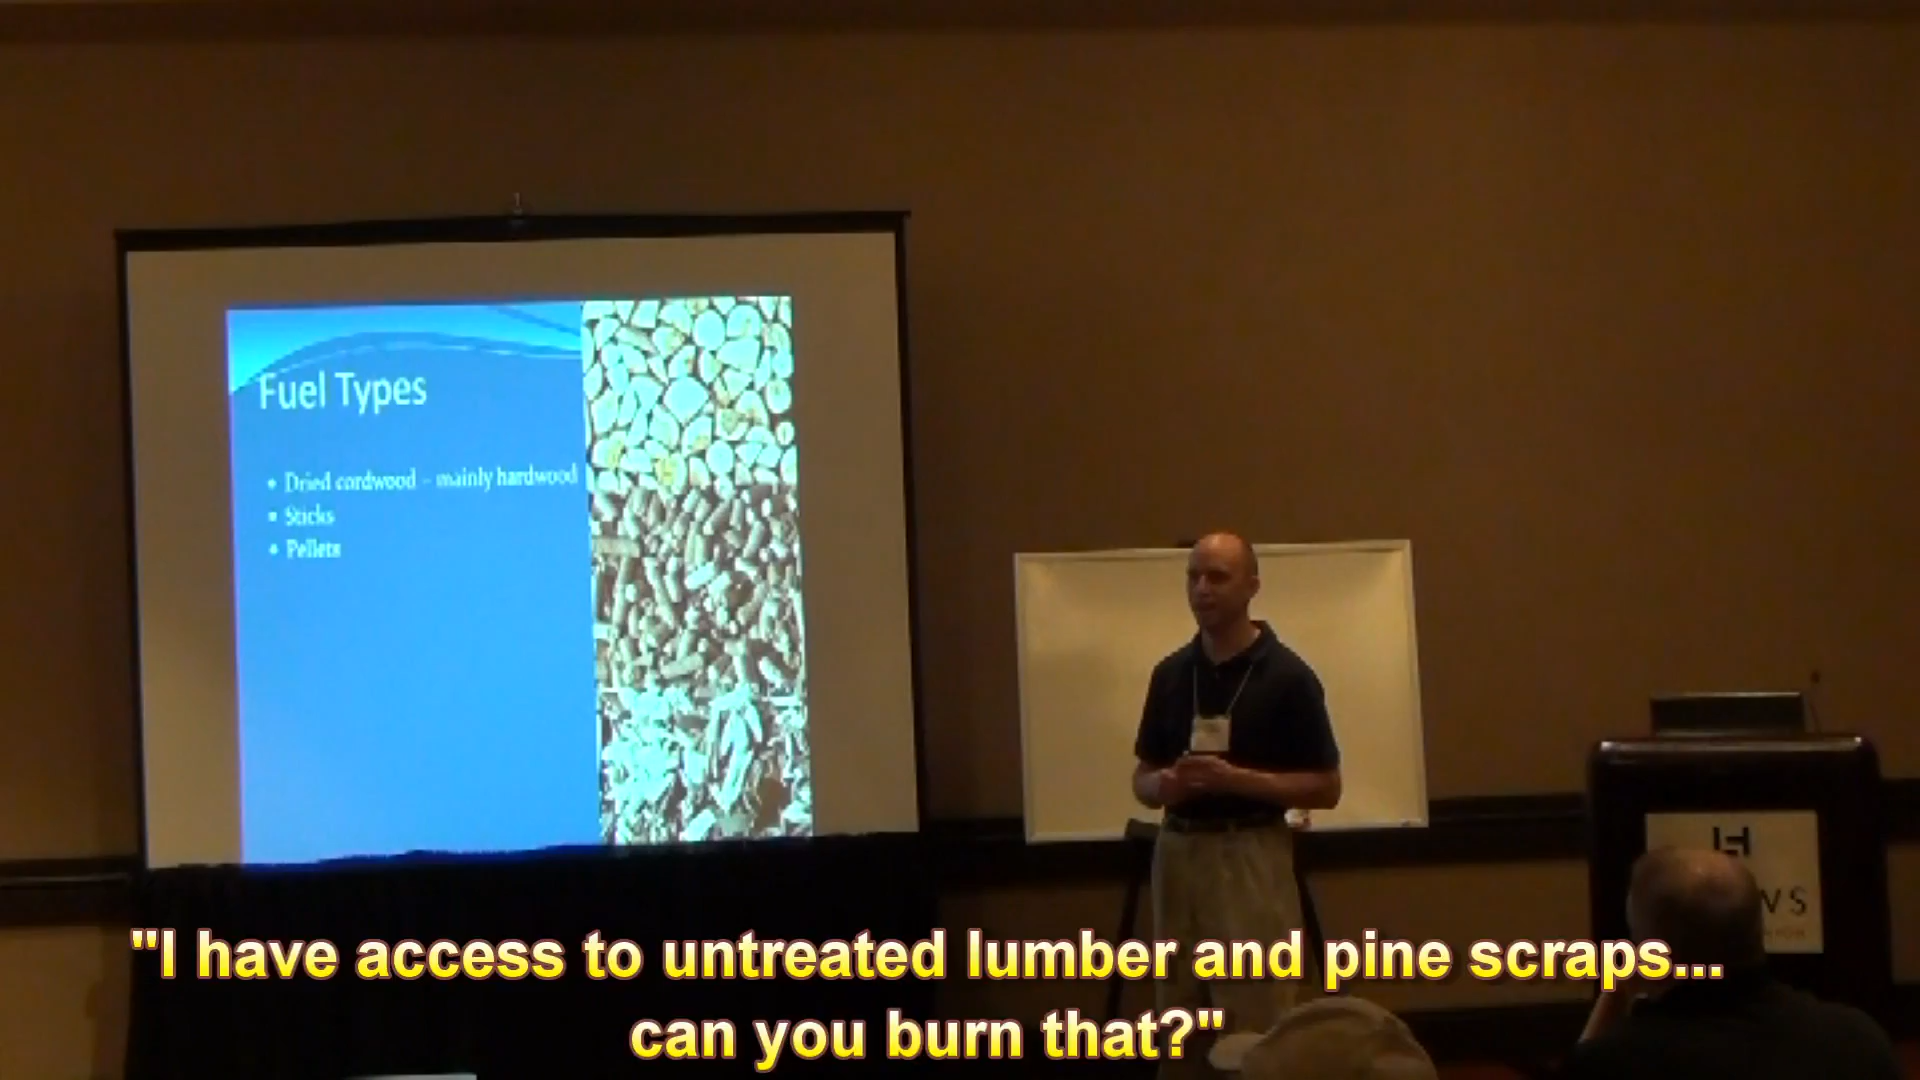 Fuel Types
• Dried cordwood – mainly hardwood
• Sticks
• Pellets
"I have access to untreated lumber and pine scraps...
can you burn that?"